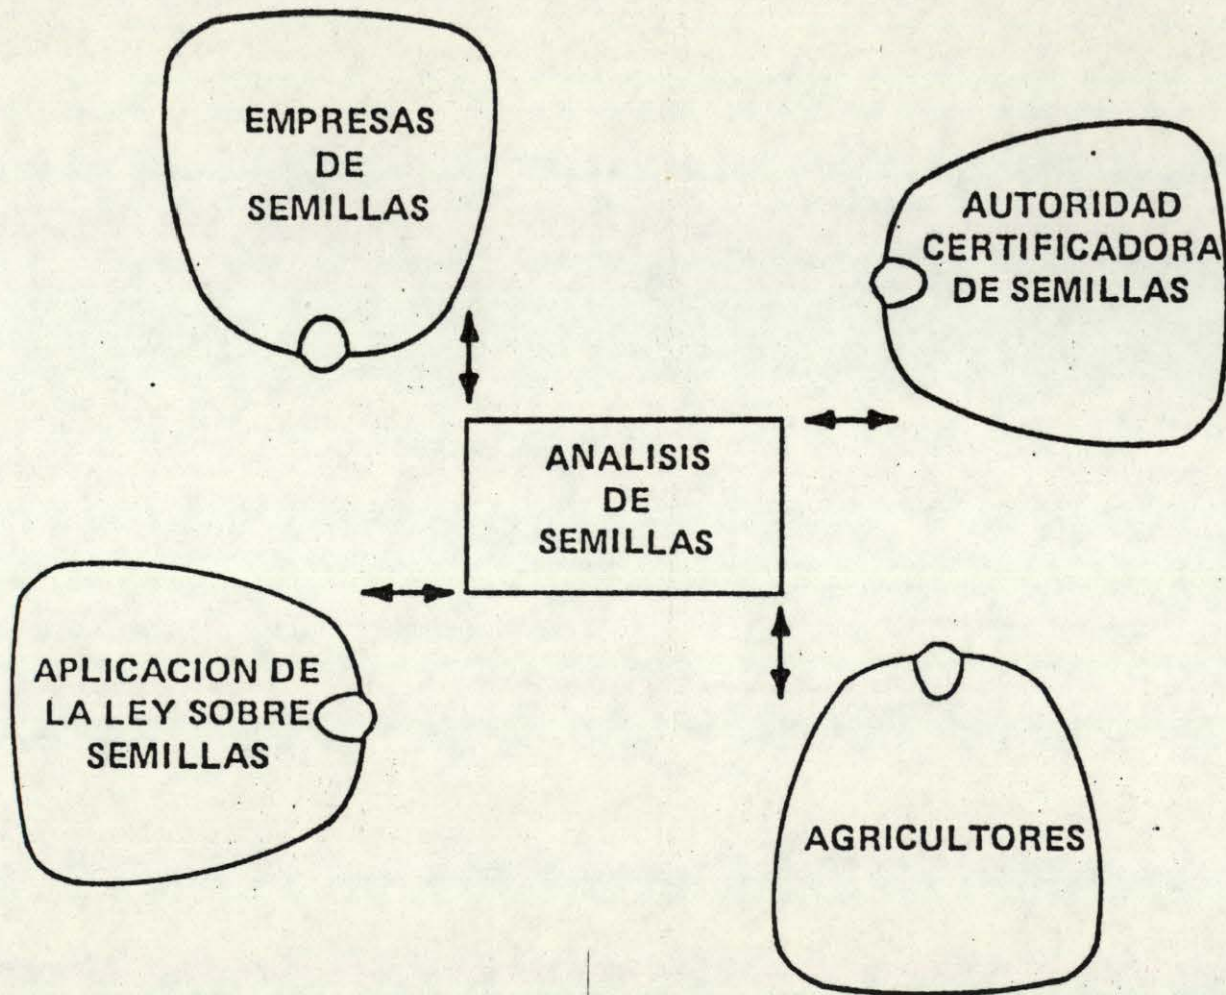 EMPRESAS
DE
SEMILLAS
AUTORIDAD
CERTIFICADORA
DE SEMILLAS
ANALISIS
DE
SEMILLAS
APLICACION DE
LA LEY SOBRE
SEMILLAS
AGRICULTORES